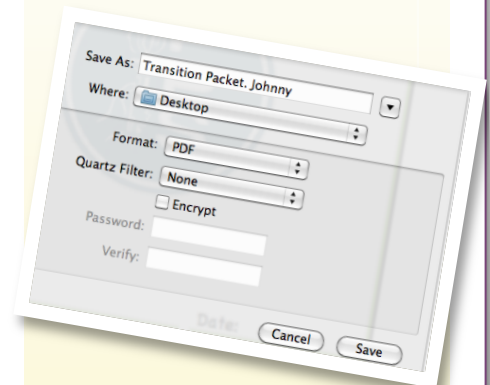 Save As: Transition Packet. Johnny
Where: Desktop
Format: PDF
Quartz Filter: None
Encrypt
Password:
Verify:
Date:
Cancel Save